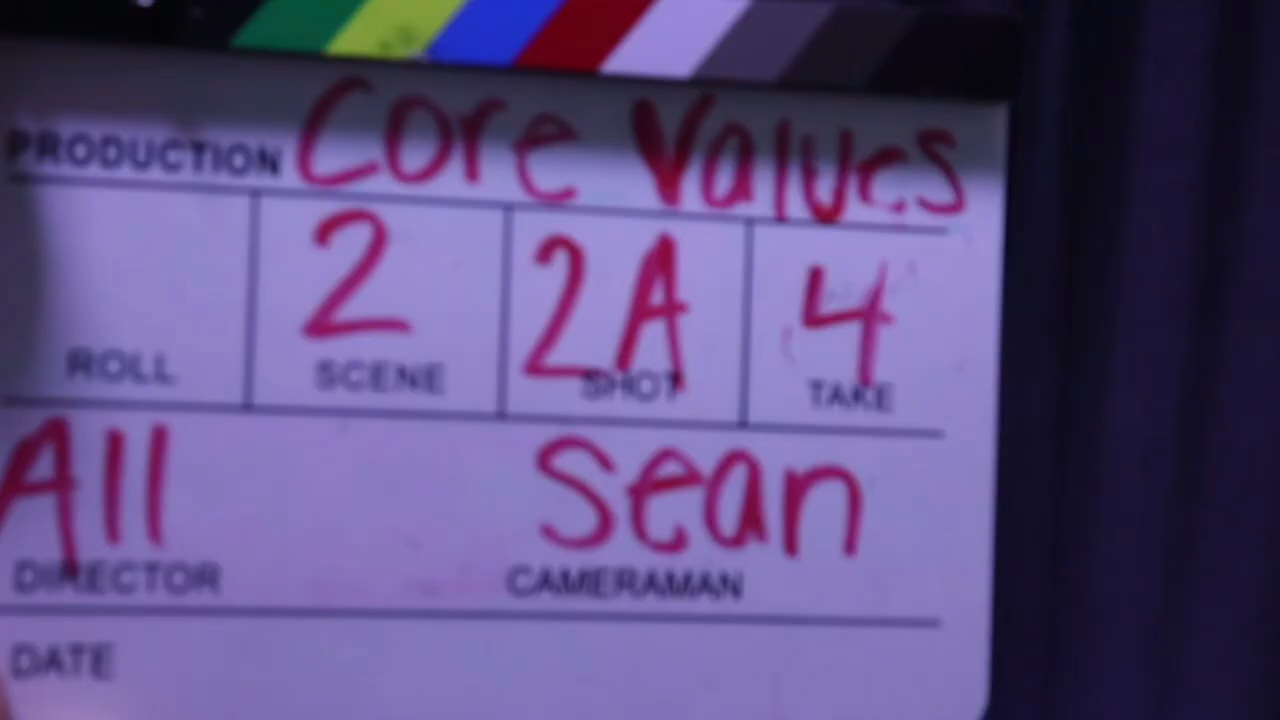 PRODUCTION Core Values
2 2A 4
ROLL SCENE SHOT TAKE
All Sean
DIRECTOR CAMERAMAN
DATE